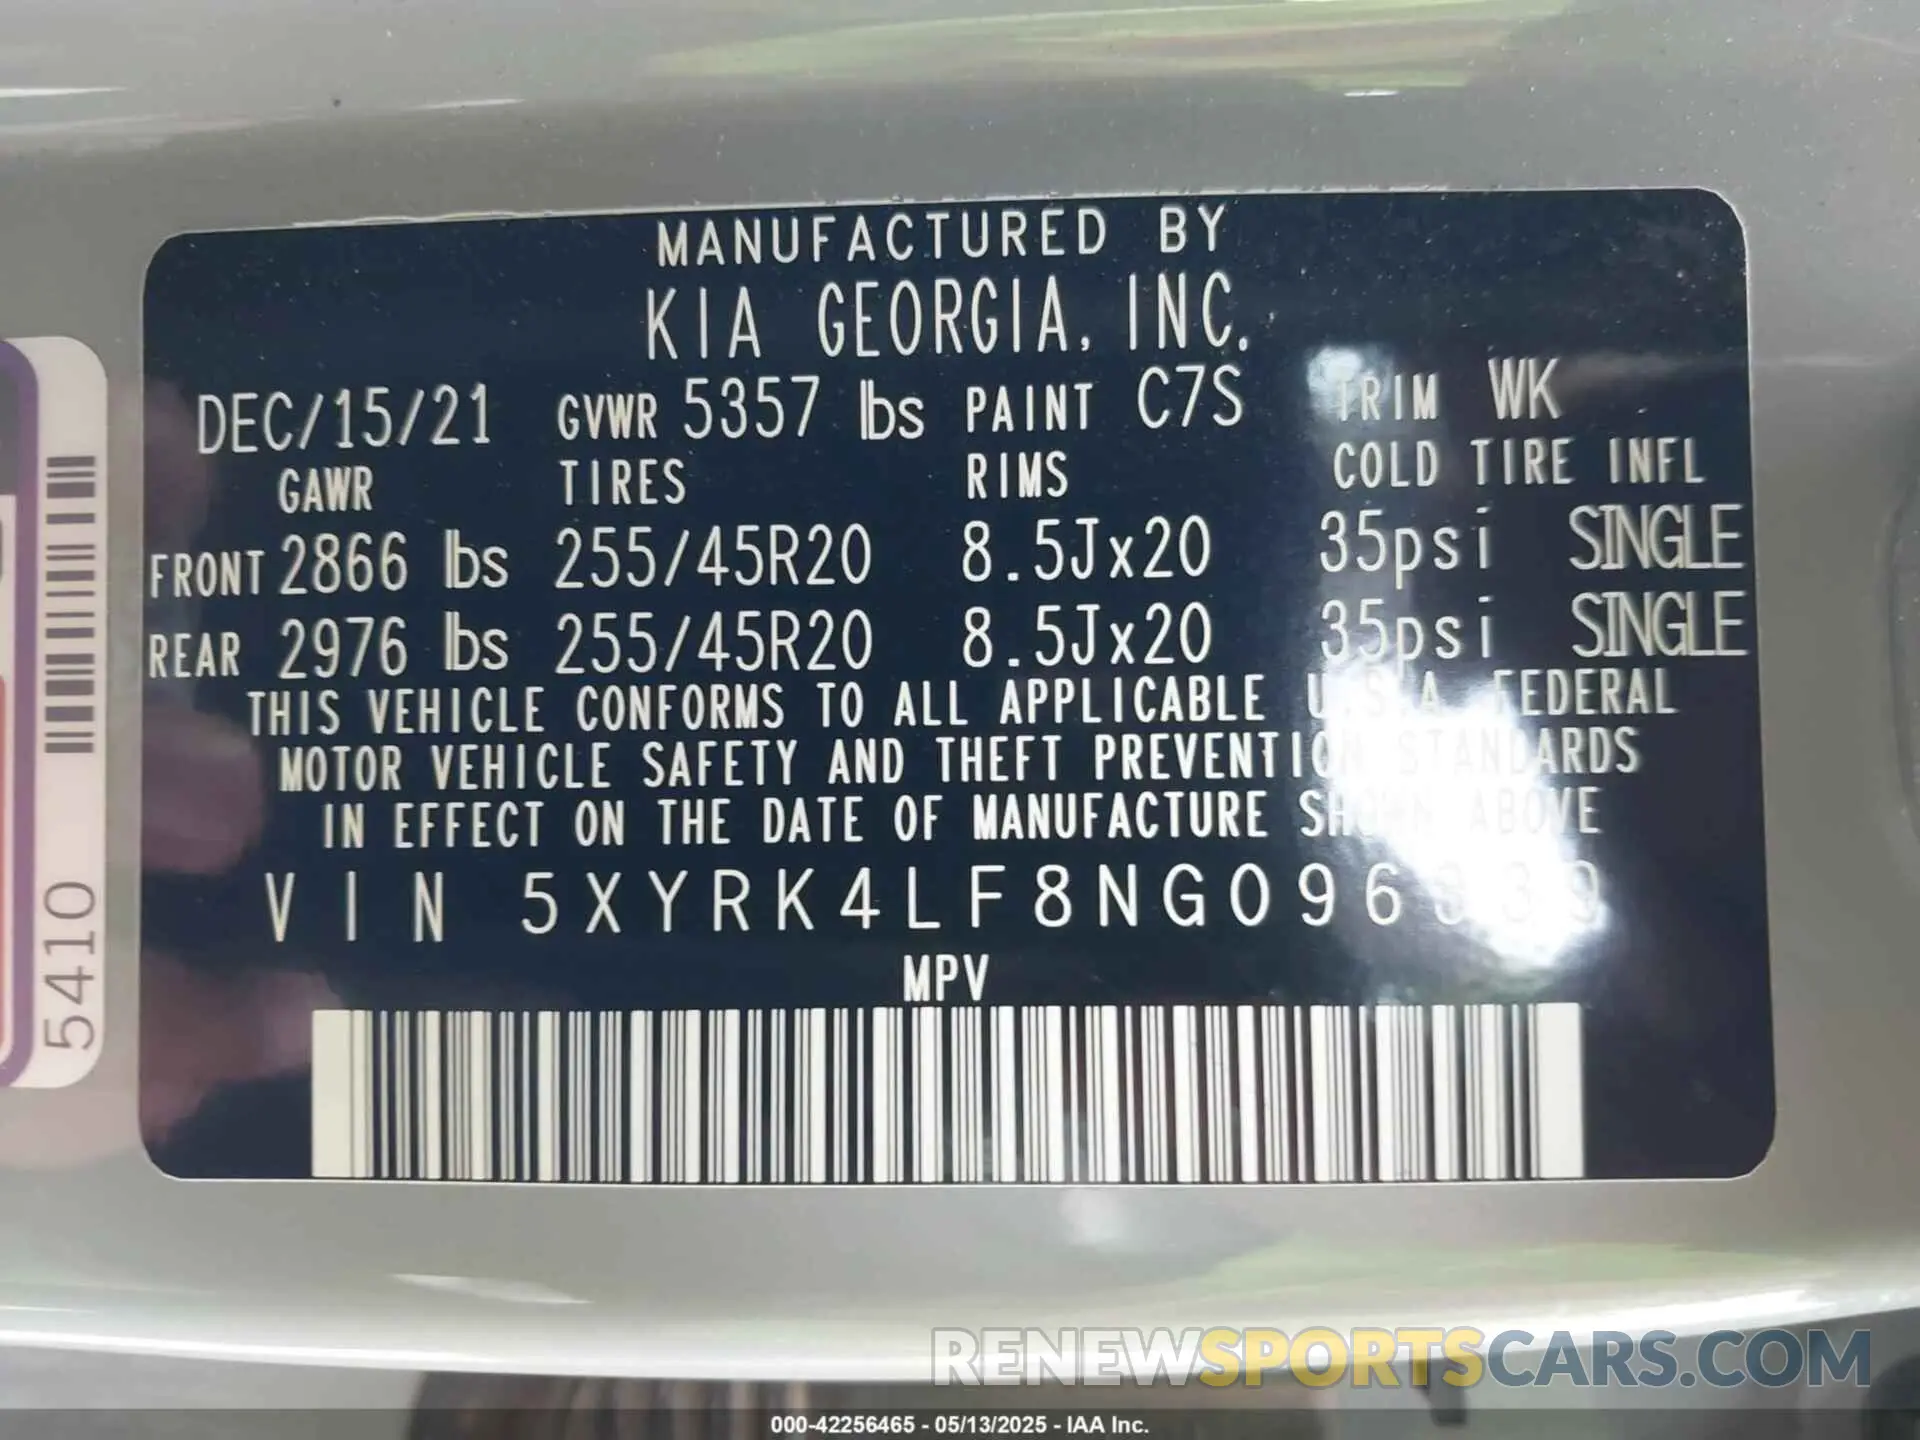 MANUFACTURED BY
KIA GEORGIA, INC.
DEC/15/21 GVWR 5357 lbs PAINT C7S TRIM WK
GAWR TIRES RIMS COLD TIRE INFL
FRONT 2866 lbs 255/45R20 8.5Jx20 35psi SINGLE
REAR 2976 lbs 255/45R20 8.5Jx20 35psi SINGLE
THIS VEHICLE CONFORMS TO ALL APPLICABLE U.S.A. FEDERAL
MOTOR VEHICLE SAFETY AND THEFT PREVENTION STANDARDS
IN EFFECT ON THE DATE OF MANUFACTURE SHOWN ABOVE
VIN 5XYRK4LF8NG096339
MPV
5410
RENEWSPORTSCARS.COM
000-42256465 - 05/13/2025 - IAA Inc.